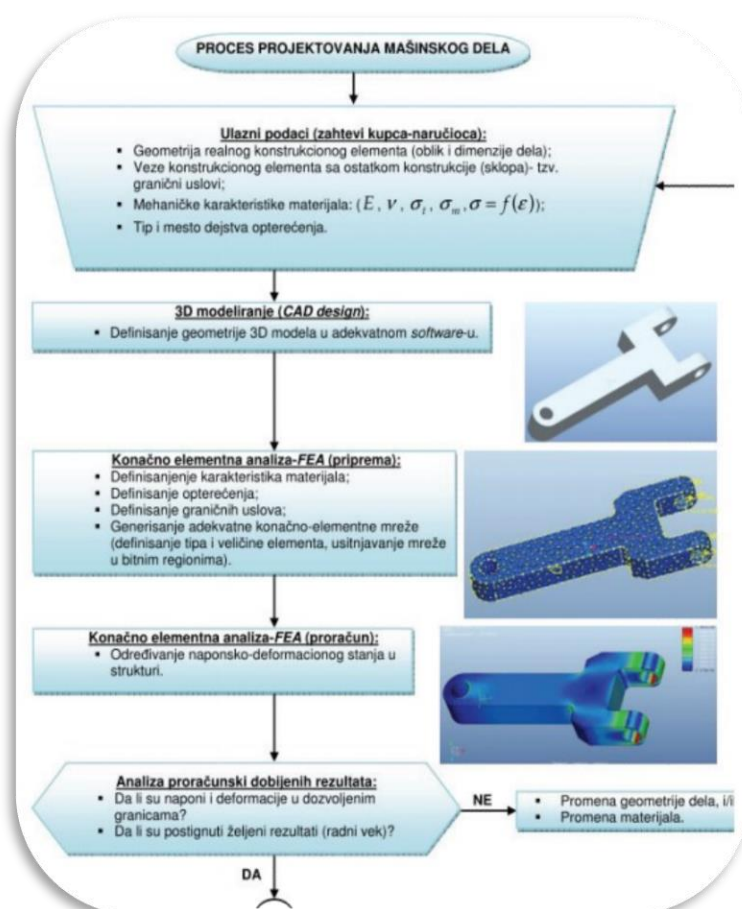 PROCES PROJEKTOVANJA MAŠINSKOG DELA
Ulazni podaci (zahtevi kupca-naručioca):
▪ Geometrija realnog konstrukcionog elementa (oblik i dimenzije dela);
▪ Veze konstrukcionog elementa sa ostatkom konstrukcije (sklopa)- tzv.
granični uslovi;
▪ Mehaničke karakteristike materijala: (E, ν, σ_t, σ_m, σ = f(ε));
▪ Tip i mesto dejstva opterećenja.
3D modeliranje (CAD design):
▪ Definisanje geometrije 3D modela u adekvatnom software-u.
Konačno elementna analiza-FEA (priprema):
▪ Definisanjenje karakteristika materijala;
▪ Definisanje opterećenja;
▪ Definisanje graničnih uslova;
▪ Generisanje adekvatne konačno-elementne mreže
(definisanje tipa i veličine elementa, usitnjavanje mreže
u bitnim regionima).
Konačno elementna analiza-FEA (proračun):
▪ Određivanje naponsko-deformacionog stanja u
strukturi.
Analiza proračunski dobijenih rezultata:
▪ Da li su naponi i deformacije u dozvoljenim
granicama?
▪ Da li su postignuti željeni rezultati (radni vek)?
NE
▪ Promena geometrije dela, i/i
▪ Promena materijala.
DA